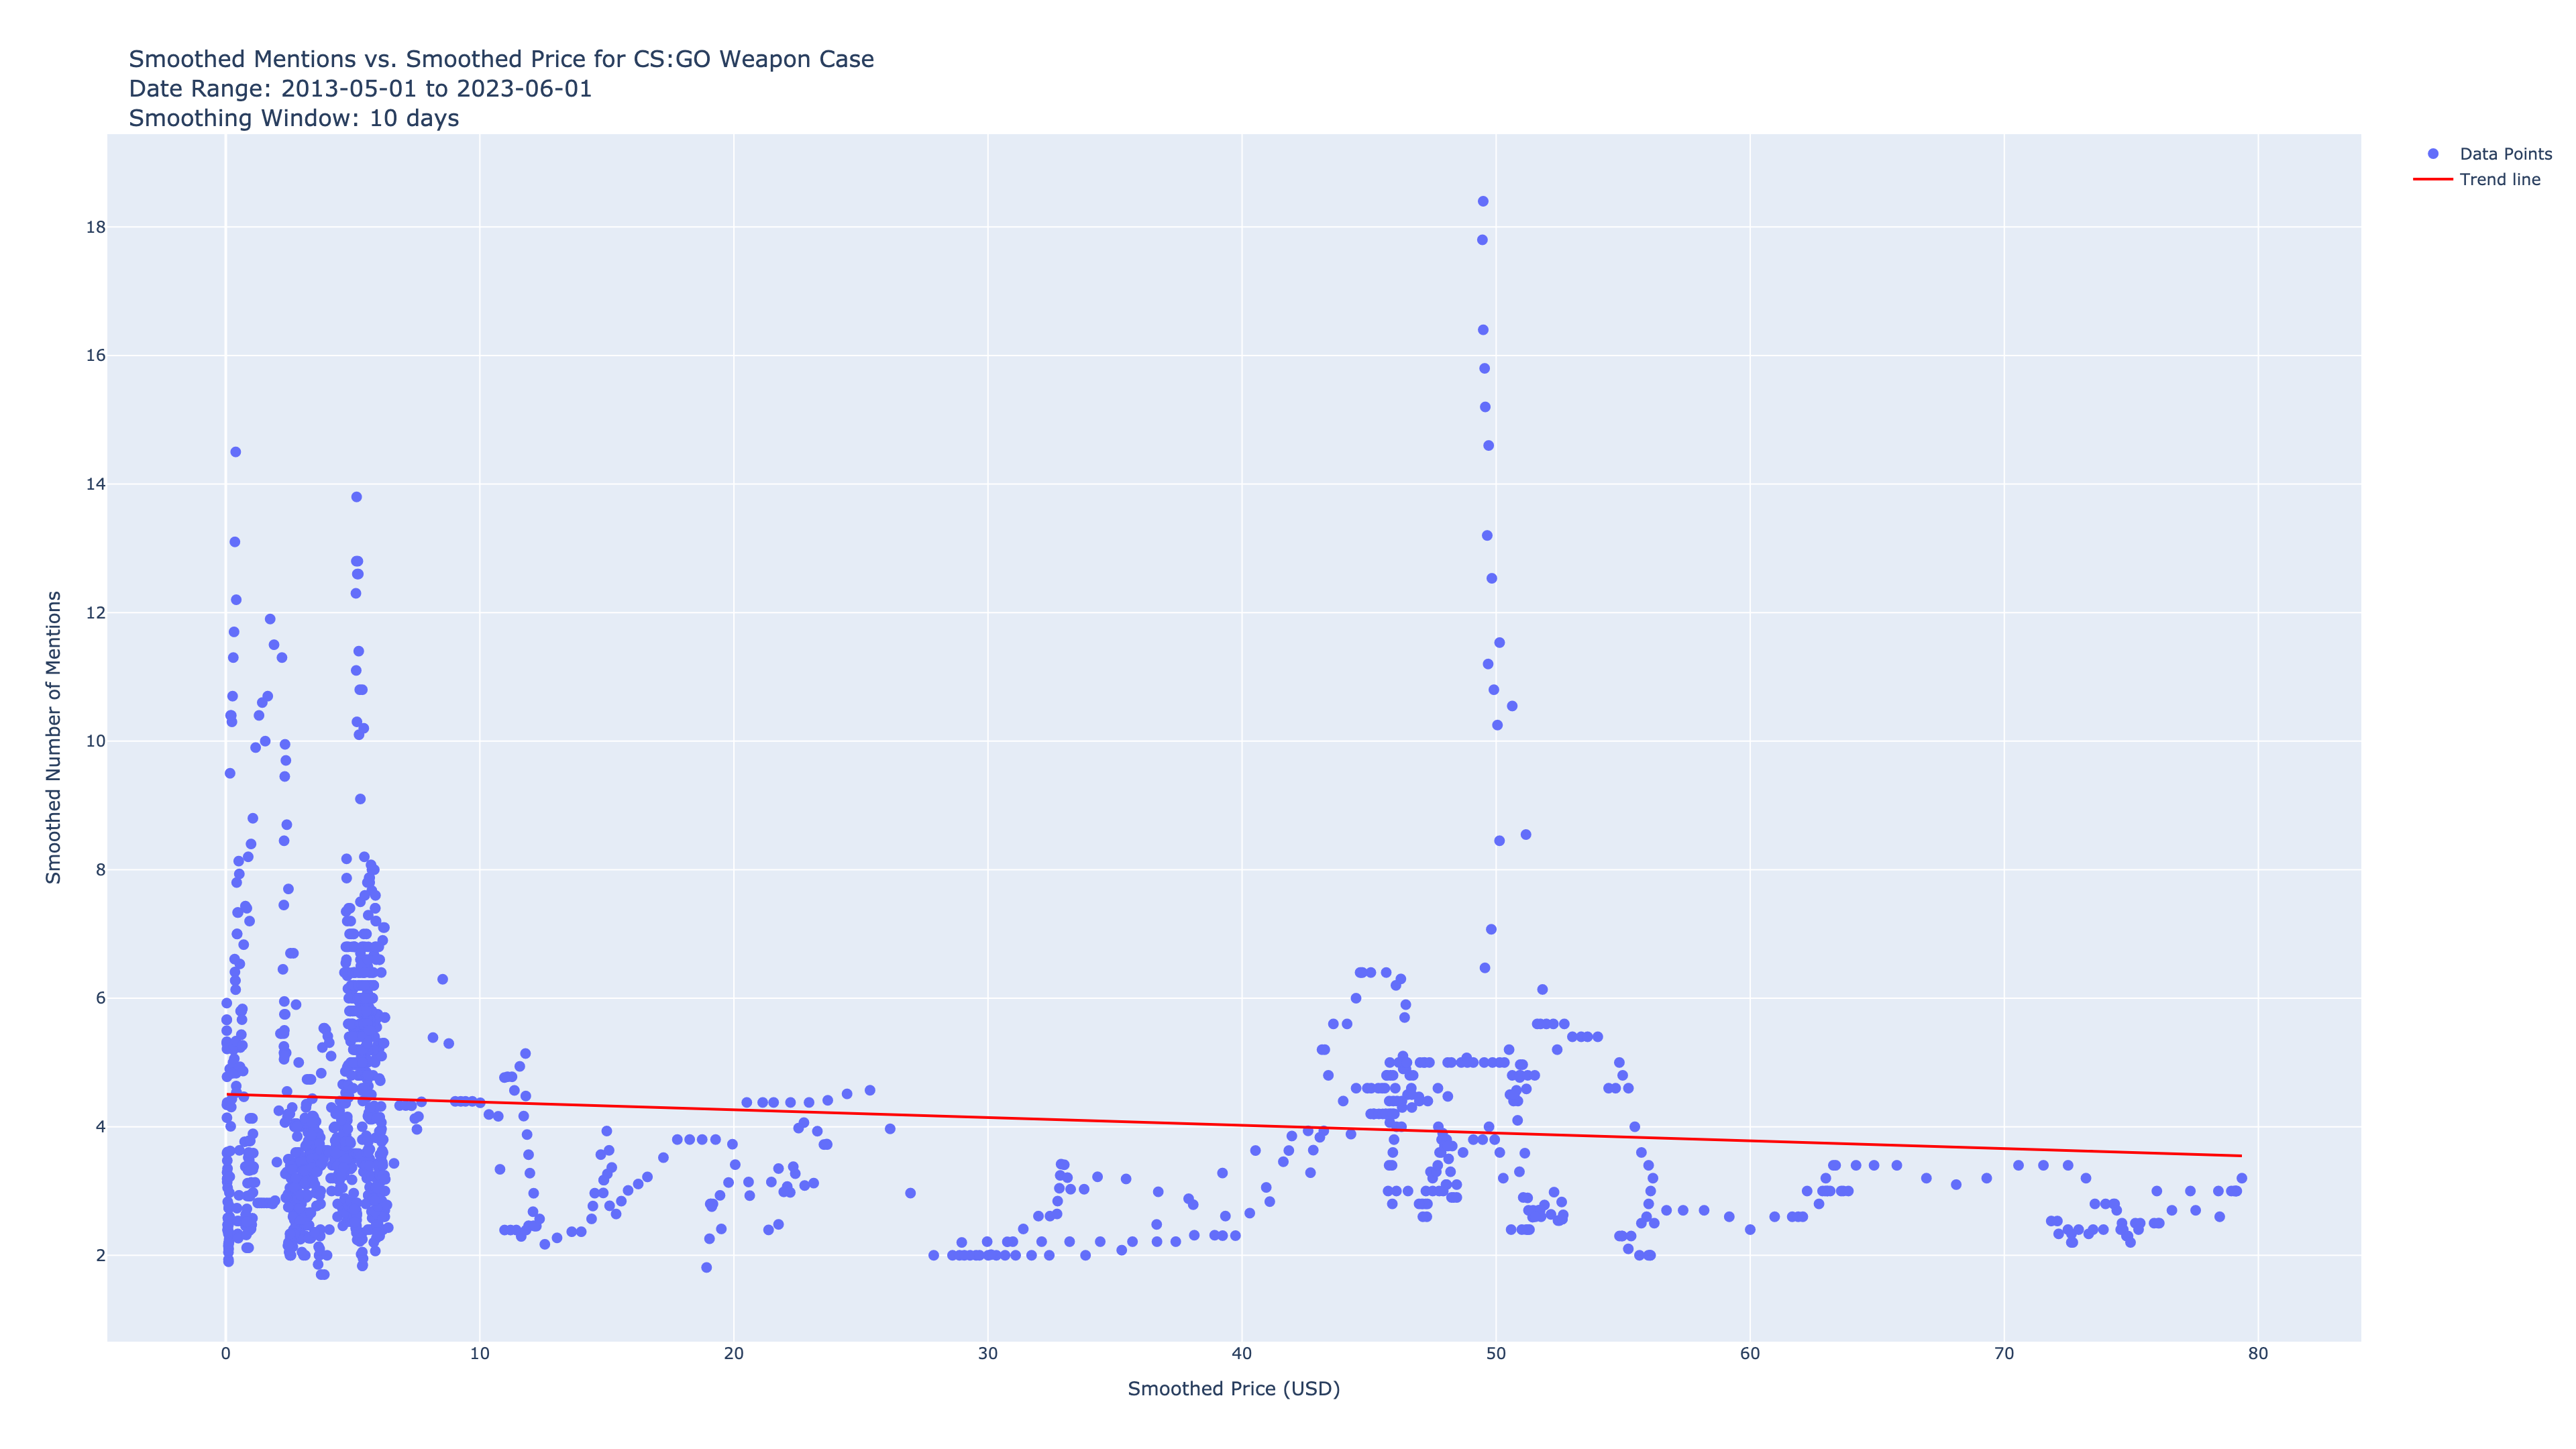 Smoothed Mentions vs. Smoothed Price for CS:GO Weapon Case
Date Range: 2013-05-01 to 2023-06-01
Smoothing Window: 10 days
Data Points
Trend line
18
16
14
12
10
8
6
4
2
Smoothed Number of Mentions
0 10 20 30 40 50 60 70 80
Smoothed Price (USD)